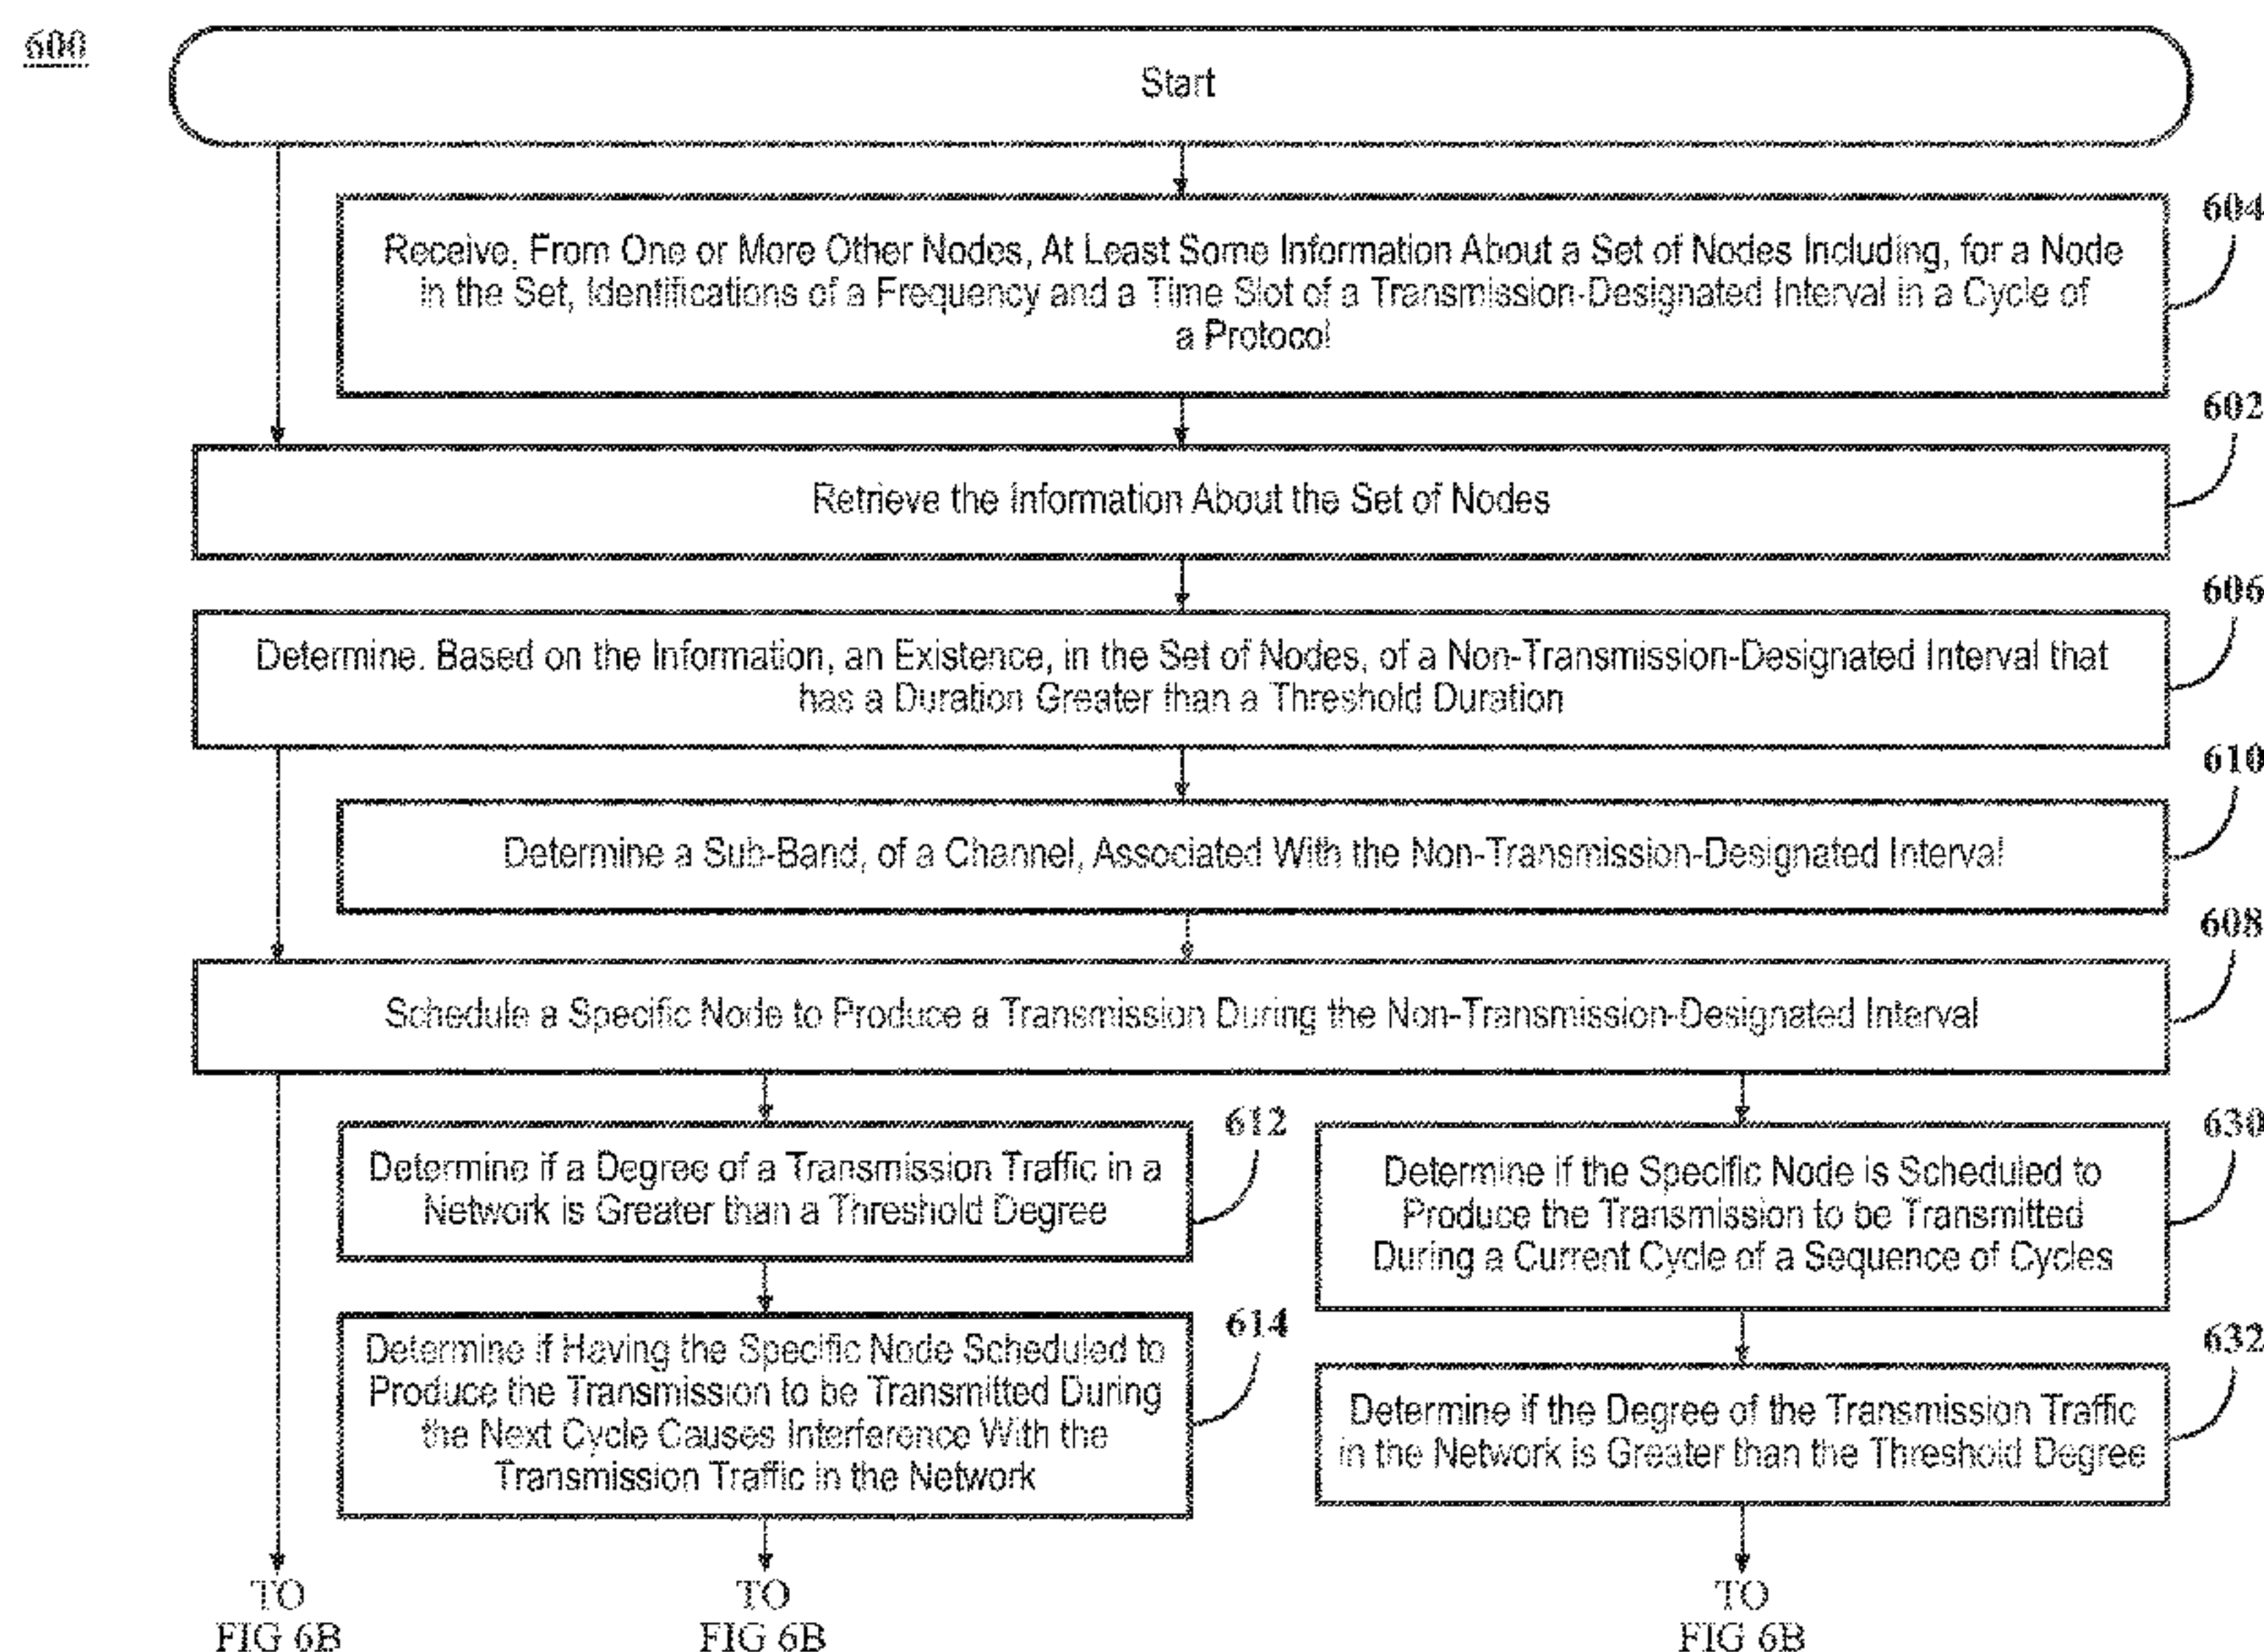 600
Start
604
Receive, From One or More Other Nodes, At Least Some Information About a Set of Nodes Including, for a Node
in the Set, Identifications of a Frequency and a Time Slot of a Transmission-Designated Interval in a Cycle of
a Protocol
602
Retrieve the Information About the Set of Nodes
606
Determine. Based on the Information, an Existence, in the Set of Nodes, of a Non-Transmission-Designated Interval that
has a Duration Greater than a Threshold Duration
610
Determine a Sub-Band, of a Channel, Associated With the Non-Transmission-Designated Interval
608
Schedule a Specific Node to Produce a Transmission During the Non-Transmission-Designated Interval
612
Determine if a Degree of a Transmission Traffic in a
Network is Greater than a Threshold Degree
630
Determine if the Specific Node is Scheduled to
Produce the Transmission to be Transmitted
During a Current Cycle of a Sequence of Cycles
614
Determine if Having the Specific Node Scheduled to
Produce the Transmission to be Transmitted During
the Next Cycle Causes Interference With the
Transmission Traffic in the Network
632
Determine if the Degree of the Transmission Traffic
in the Network is Greater than the Threshold Degree
TO
FIG 6B
TO
FIG 6B
TO
FIG 6B